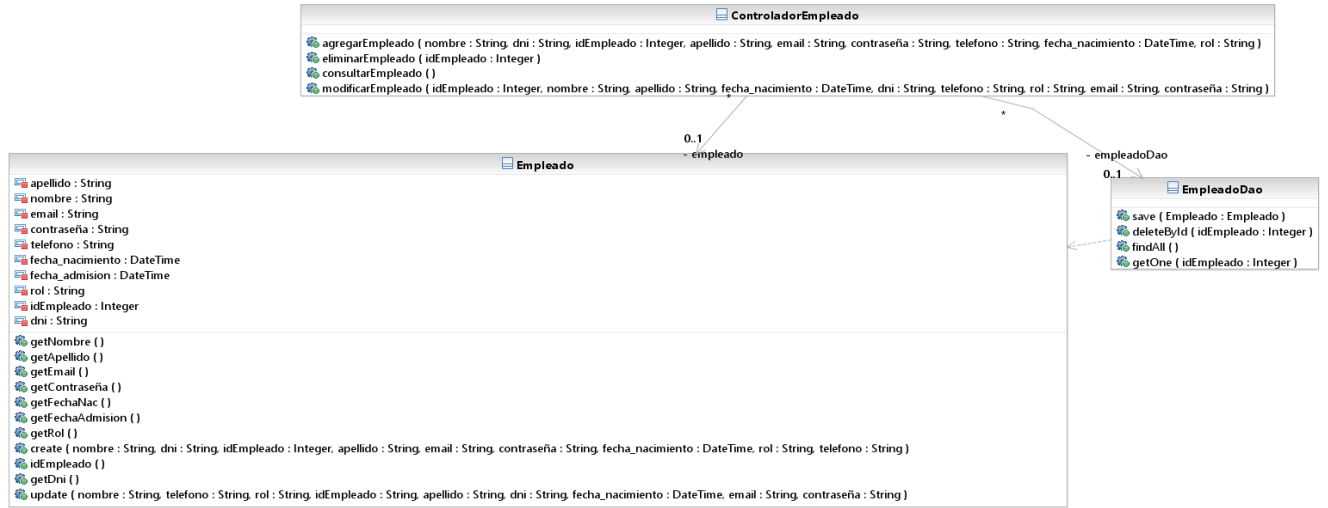 ControladorEmpleado
agregarEmpleado ( nombre : String, dni : String, idEmpleado : Integer, apellido : String, email : String, contraseña : String, telefono : String, fecha_nacimiento : DateTime, rol : String )
eliminarEmpleado ( idEmpleado : Integer )
consultarEmpleado ( )
modificarEmpleado ( idEmpleado : Integer, nombre : String, apellido : String, fecha_nacimiento : DateTime, dni : String, telefono : String, rol : String, email : String, contraseña : String )
*
*
0..1
- empleado
- empleadoDao
0..1
Empleado
apellido : String
nombre : String
email : String
contraseña : String
telefono : String
fecha_nacimiento : DateTime
fecha_admision : DateTime
rol : String
idEmpleado : Integer
dni : String
getNombre ( )
getApellido ( )
getEmail ( )
getContraseña ( )
getFechaNac ( )
getFechaAdmision ( )
getRol ( )
create ( nombre : String, dni : String, idEmpleado : Integer, apellido : String, email : String, contraseña : String, fecha_nacimiento : DateTime, rol : String, telefono : String )
idEmpleado ( )
getDni ( )
update ( nombre : String, telefono : String, rol : String, idEmpleado : String, apellido : String, dni : String, fecha_nacimiento : DateTime, email : String, contraseña : String )
EmpleadoDao
save ( Empleado : Empleado )
deleteById ( idEmpleado : Integer )
findAll ( )
getOne ( idEmpleado : Integer )